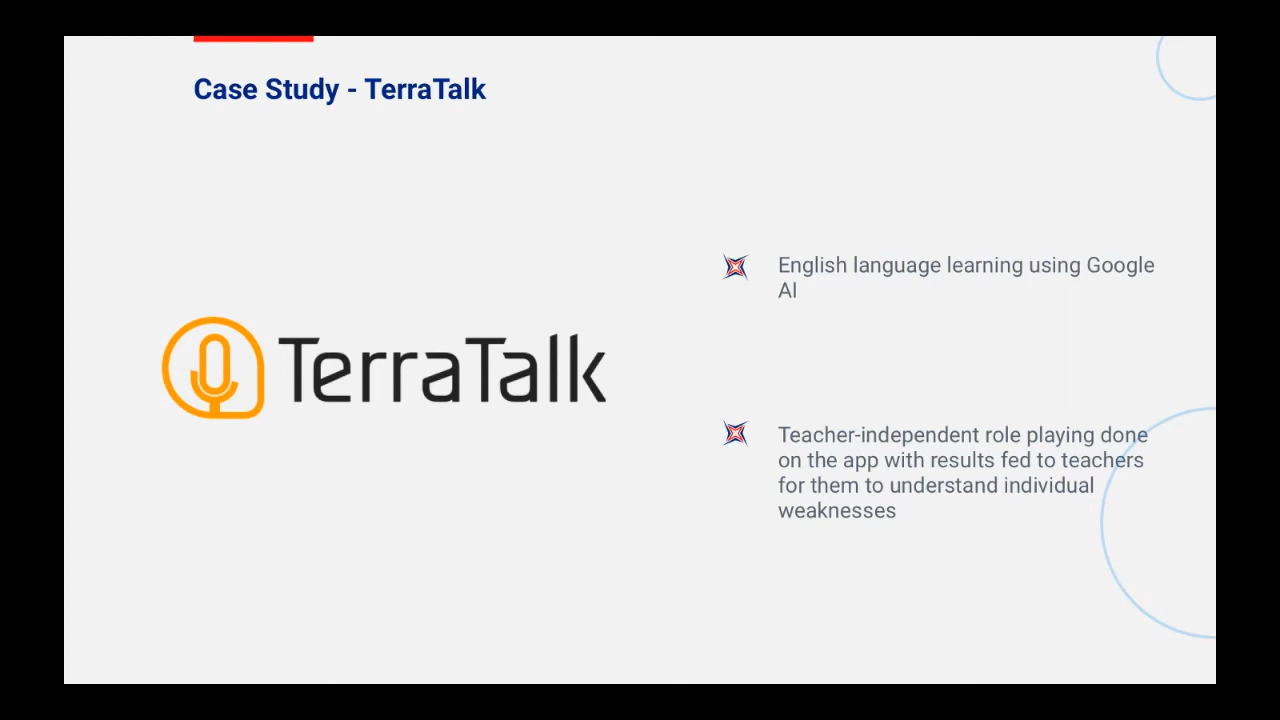 Case Study - TerraTalk
TerraTalk
English language learning using Google
AI
Teacher-independent role playing done
on the app with results fed to teachers
for them to understand individual
weaknesses